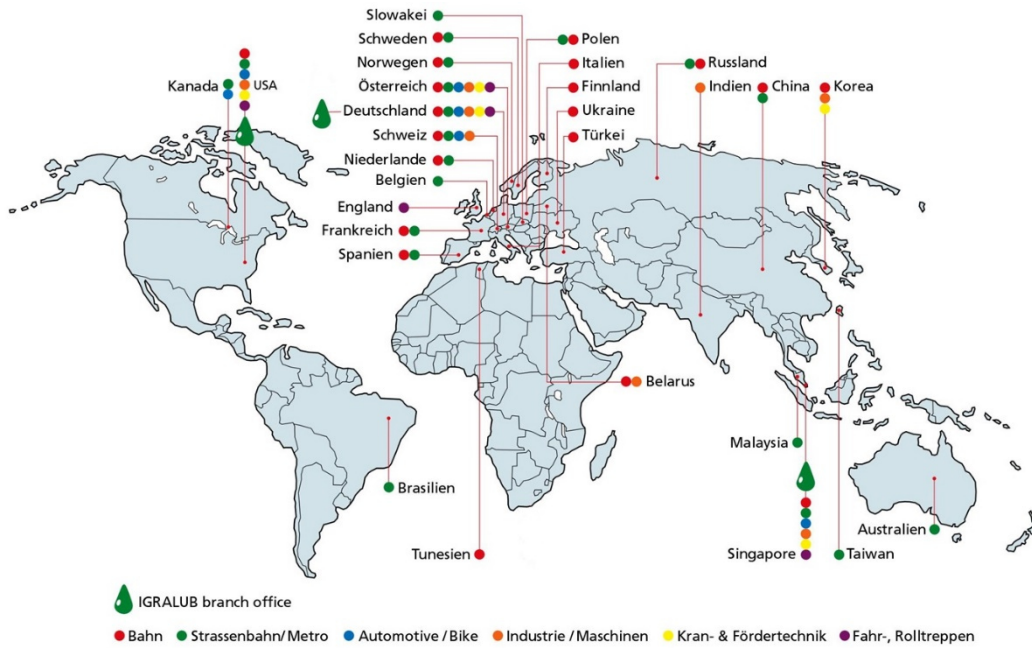 Slowakei
Schweden
Norwegen
Österreich
Deutschland
Schweiz
Niederlande
Belgien
England
Frankreich
Spanien
Kanada
USA
Polen
Italien
Finnland
Ukraine
Türkei
Russland
Indien
China
Korea
Belarus
Brasilien
Tunesien
Malaysia
Singapore
Taiwan
Australien
IGRALUB branch office
Bahn Strassenbahn/Metro Automotive/Bike Industrie/Maschinen Kran- & Fördertechnik Fahr-, Rolltreppen